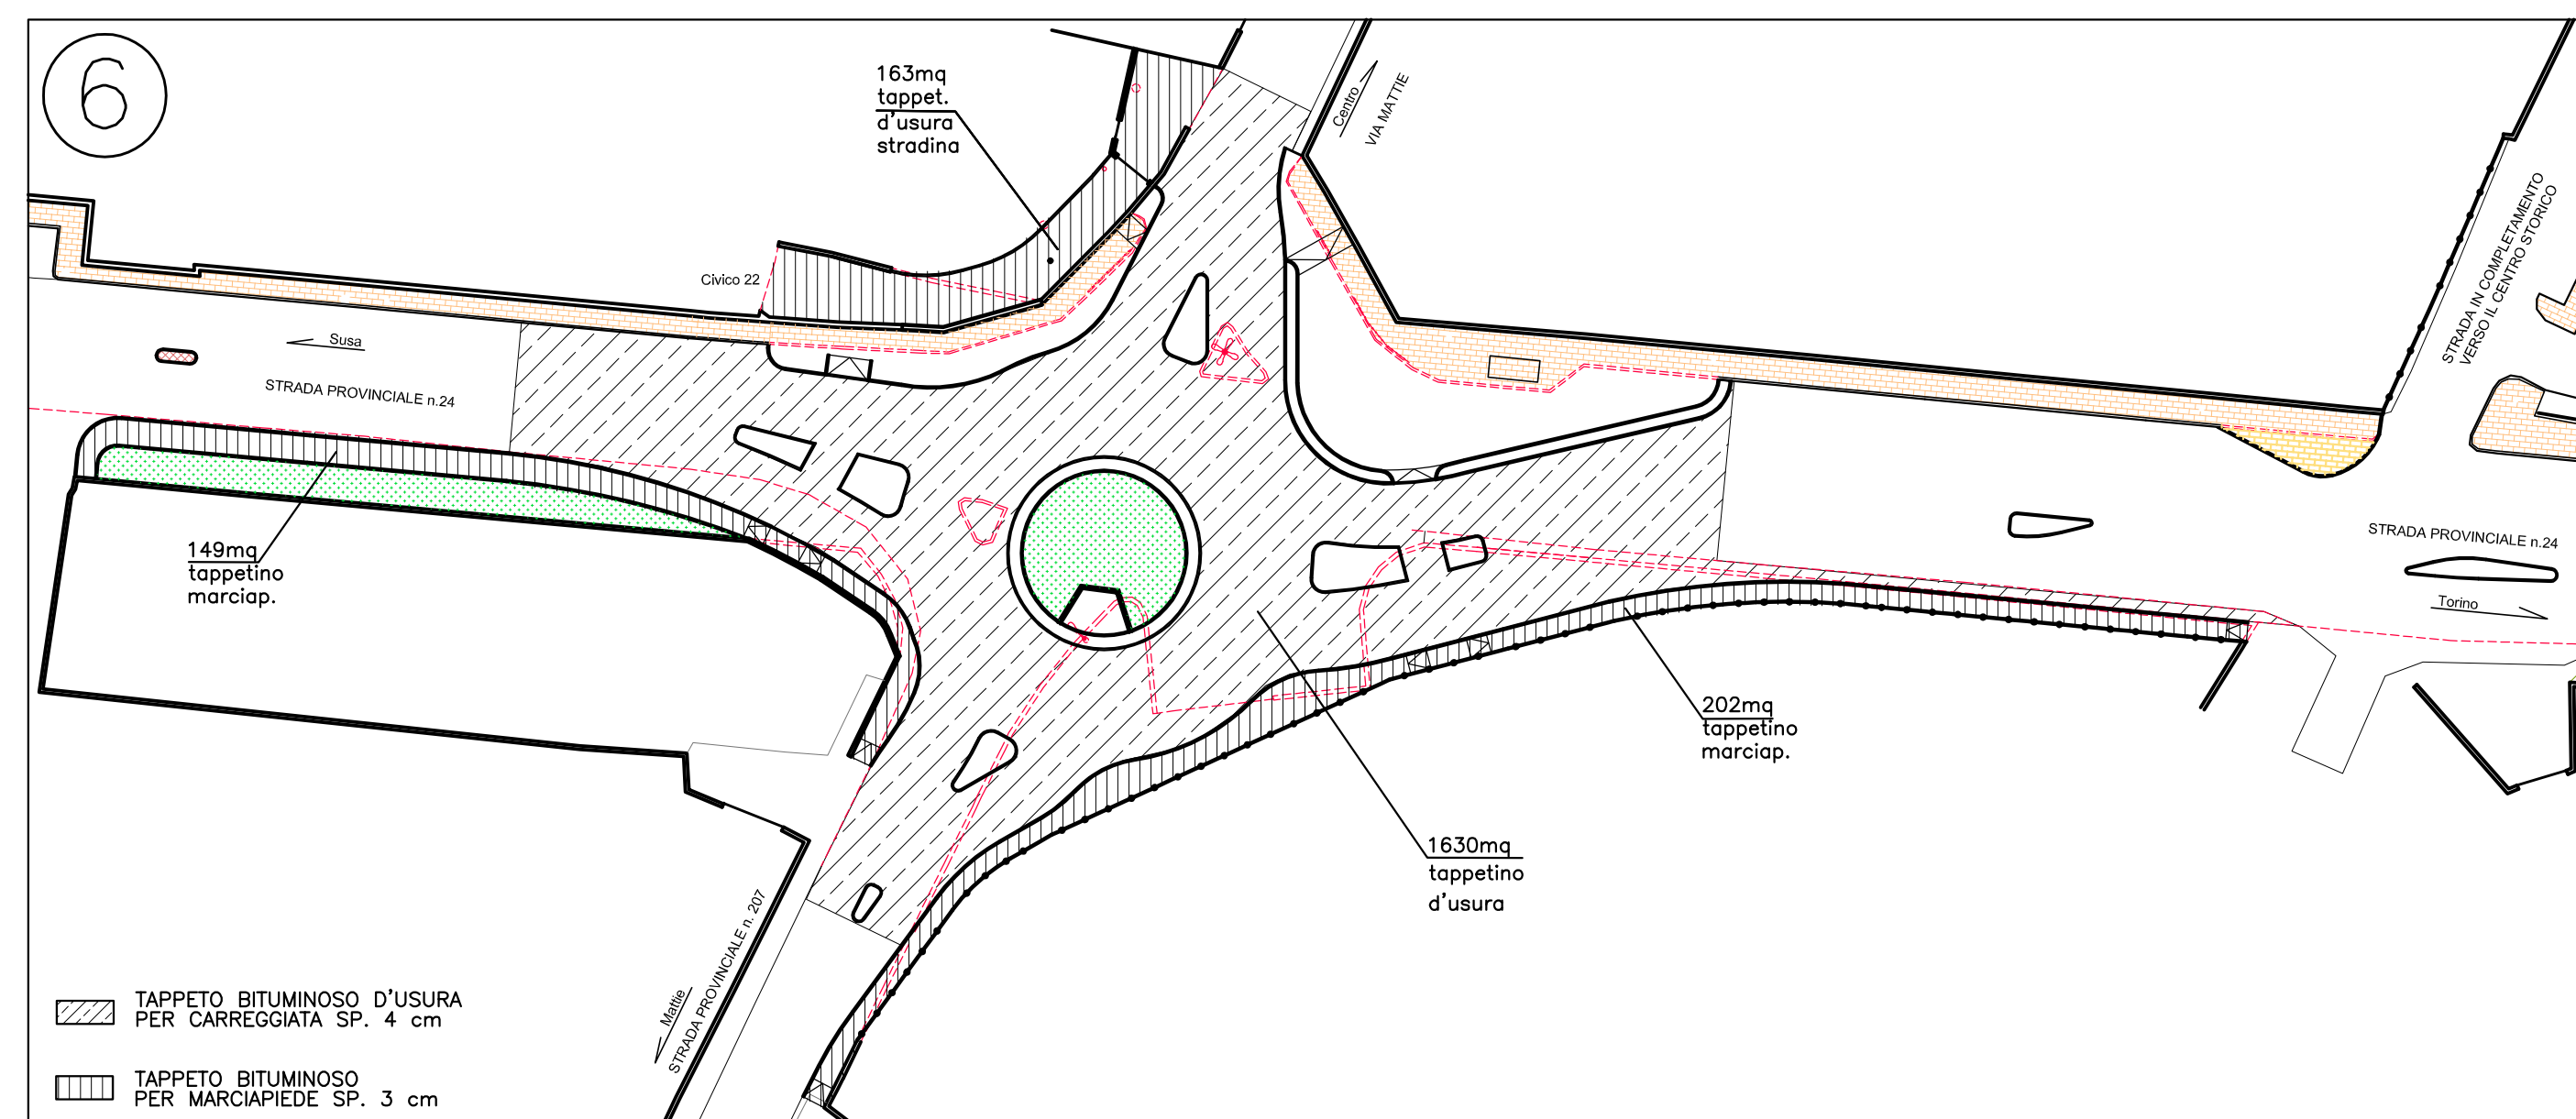 6
163mq
tappet.
d'usura
stradina
Centro
VIA MATTIE
STRADA IN COMPLETAMENTO
VERSO IL CENTRO STORICO
Civico 22
Susa
STRADA PROVINCIALE n.24
STRADA PROVINCIALE n.24
Torino
149mq
tappetino
marciap.
202mq
tappetino
marciap.
1630mq
tappetino
d'usura
Mattie
STRADA PROVINCIALE n. 207
TAPPETO BITUMINOSO D'USURA
PER CARREGGIATA SP. 4 cm
TAPPETO BITUMINOSO
PER MARCIAPIEDE SP. 3 cm